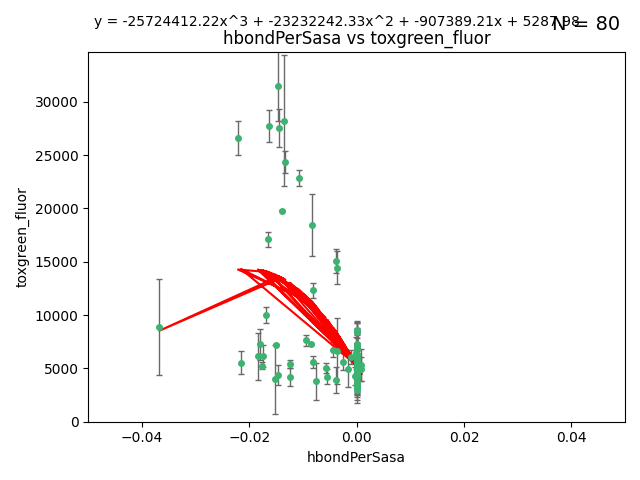 y = -25724412.22x^3 + -23232242.33x^2 + -907389.21x + 5287.98
N = 80
hbondPerSasa vs toxgreen_fluor
toxgreen_fluor
30000
25000
20000
15000
10000
5000
0
−0.04
−0.02
0.00
0.02
0.04
hbondPerSasa